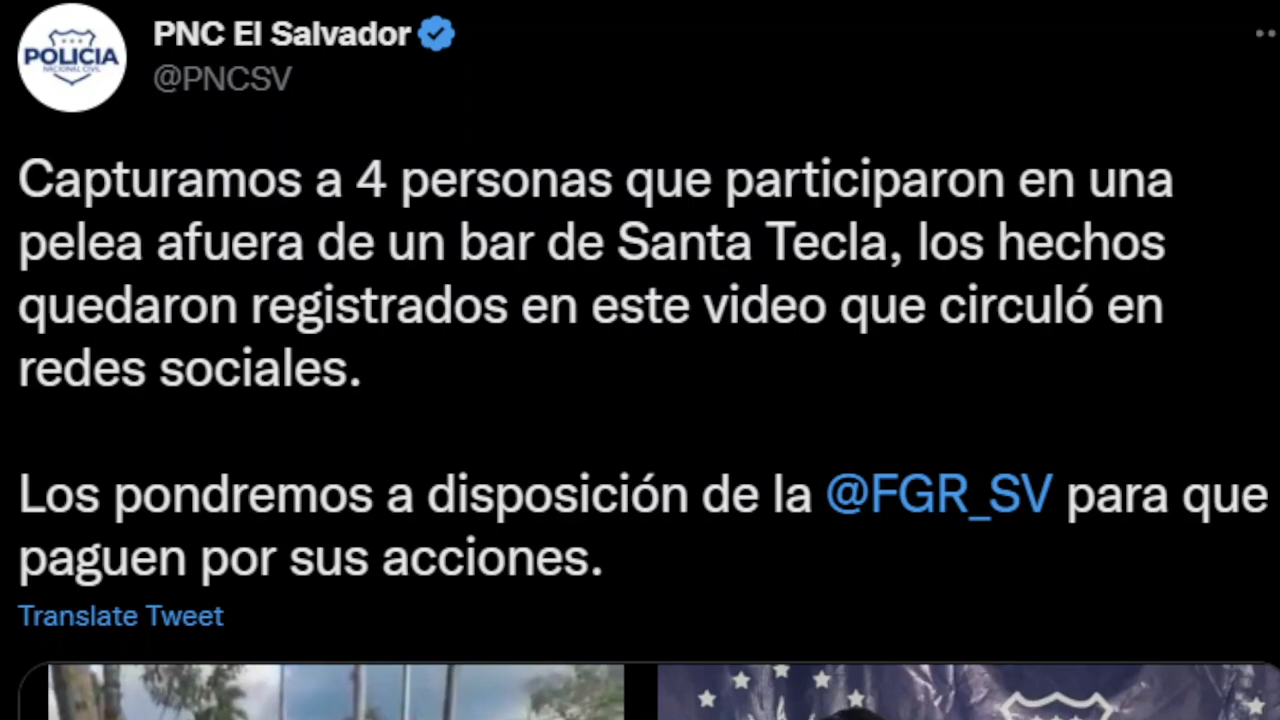 POLICIA
NACIONAL CIVIL
PNC El Salvador
@PNCSV
Capturamos a 4 personas que participaron en una
pelea afuera de un bar de Santa Tecla, los hechos
quedaron registrados en este video que circuló en
redes sociales.
Los pondremos a disposición de la @FGR_SV para que
paguen por sus acciones.
Translate Tweet